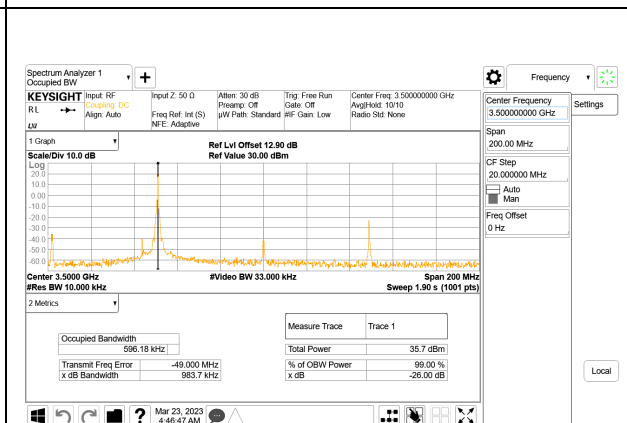 Spectrum Analyzer 1
Occupied BW
+
Frequency
KEYSIGHT
RL
LXI
Input: RF
Coupling: DC
Align: Auto
Input Z: 50 Ω
Freq Ref: Int (S)
NFE: Adaptive
Atten: 30 dB
Preamp: Off
µW Path: Standard
Trig: Free Run
Gate: Off
#IF Gain: Low
Center Freq: 3.500000000 GHz
Avg|Hold: 10/10
Radio Std: None
Center Frequency
3.500000000 GHz
Settings
Span
200.00 MHz
CF Step
20.000000 MHz
Auto
Man
Freq Offset
0 Hz
1 Graph
Scale/Div 10.0 dB
Ref Lvl Offset 12.90 dB
Ref Value 30.00 dBm
Log
20.0
10.0
0.00
-10.0
-20.0
-30.0
-40.0
-50.0
-60.0
Center 3.5000 GHz
#Res BW 10.000 kHz
#Video BW 33.000 kHz
Span 200 MHz
Sweep 1.90 s (1001 pts)
2 Metrics
Measure Trace
Trace 1
Occupied Bandwidth
596.18 kHz
Total Power
35.7 dBm
Transmit Freq Error
-49.000 MHz
% of OBW Power
99.00 %
x dB Bandwidth
983.7 kHz
x dB
-26.00 dB
Local
?
Mar 23, 2023
4:46:47 AM